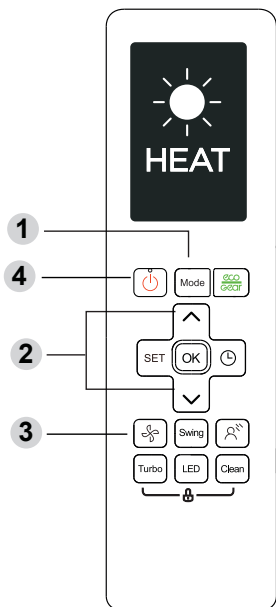 HEAT
1
4
Mode
eco
gear
2
SET
OK
3
Swing
Turbo
LED
Clean